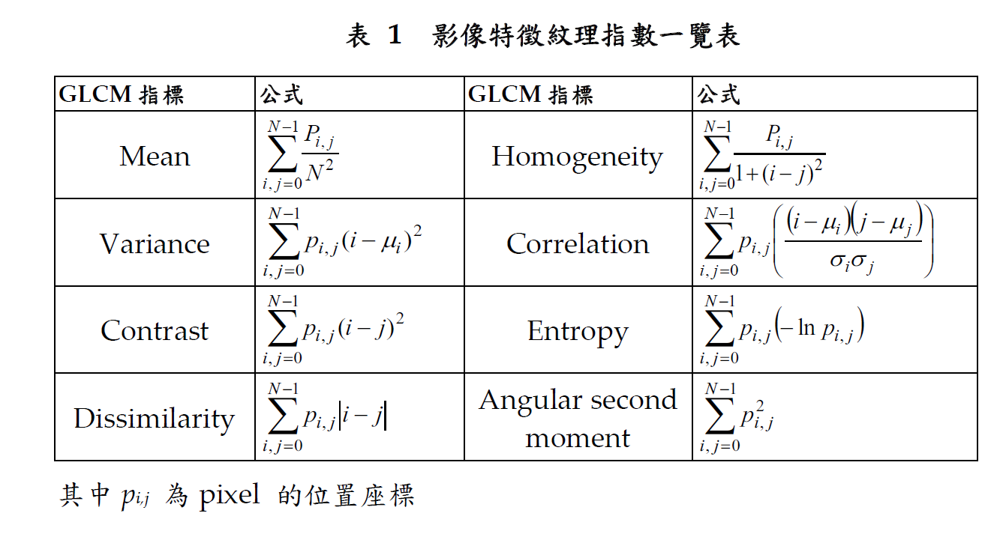 表 1 影像特徵紋理指數一覽表
GLCM 指標 公式 GLCM 指標 公式
Mean $\sum_{i,j=0}^{N-1} \frac{P_{i,j}}{N^2}$ Homogeneity $\sum_{i,j=0}^{N-1} \frac{P_{i,j}}{1+(i-j)^2}$
Variance $\sum_{i,j=0}^{N-1} p_{i,j}(i-\mu_i)^2$ Correlation $\sum_{i,j=0}^{N-1} p_{i,j}\left(\frac{(i-\mu_i)(j-\mu_j)}{\sigma_i\sigma_j}\right)$
Contrast $\sum_{i,j=0}^{N-1} p_{i,j}(i-j)^2$ Entropy $\sum_{i,j=0}^{N-1} p_{i,j}(-\ln p_{i,j})$
Dissimilarity $\sum_{i,j=0}^{N-1} p_{i,j}|i-j|$ Angular second moment $\sum_{i,j=0}^{N-1} p_{i,j}^2$
其中 $p_{i,j}$ 為 pixel 的位置座標